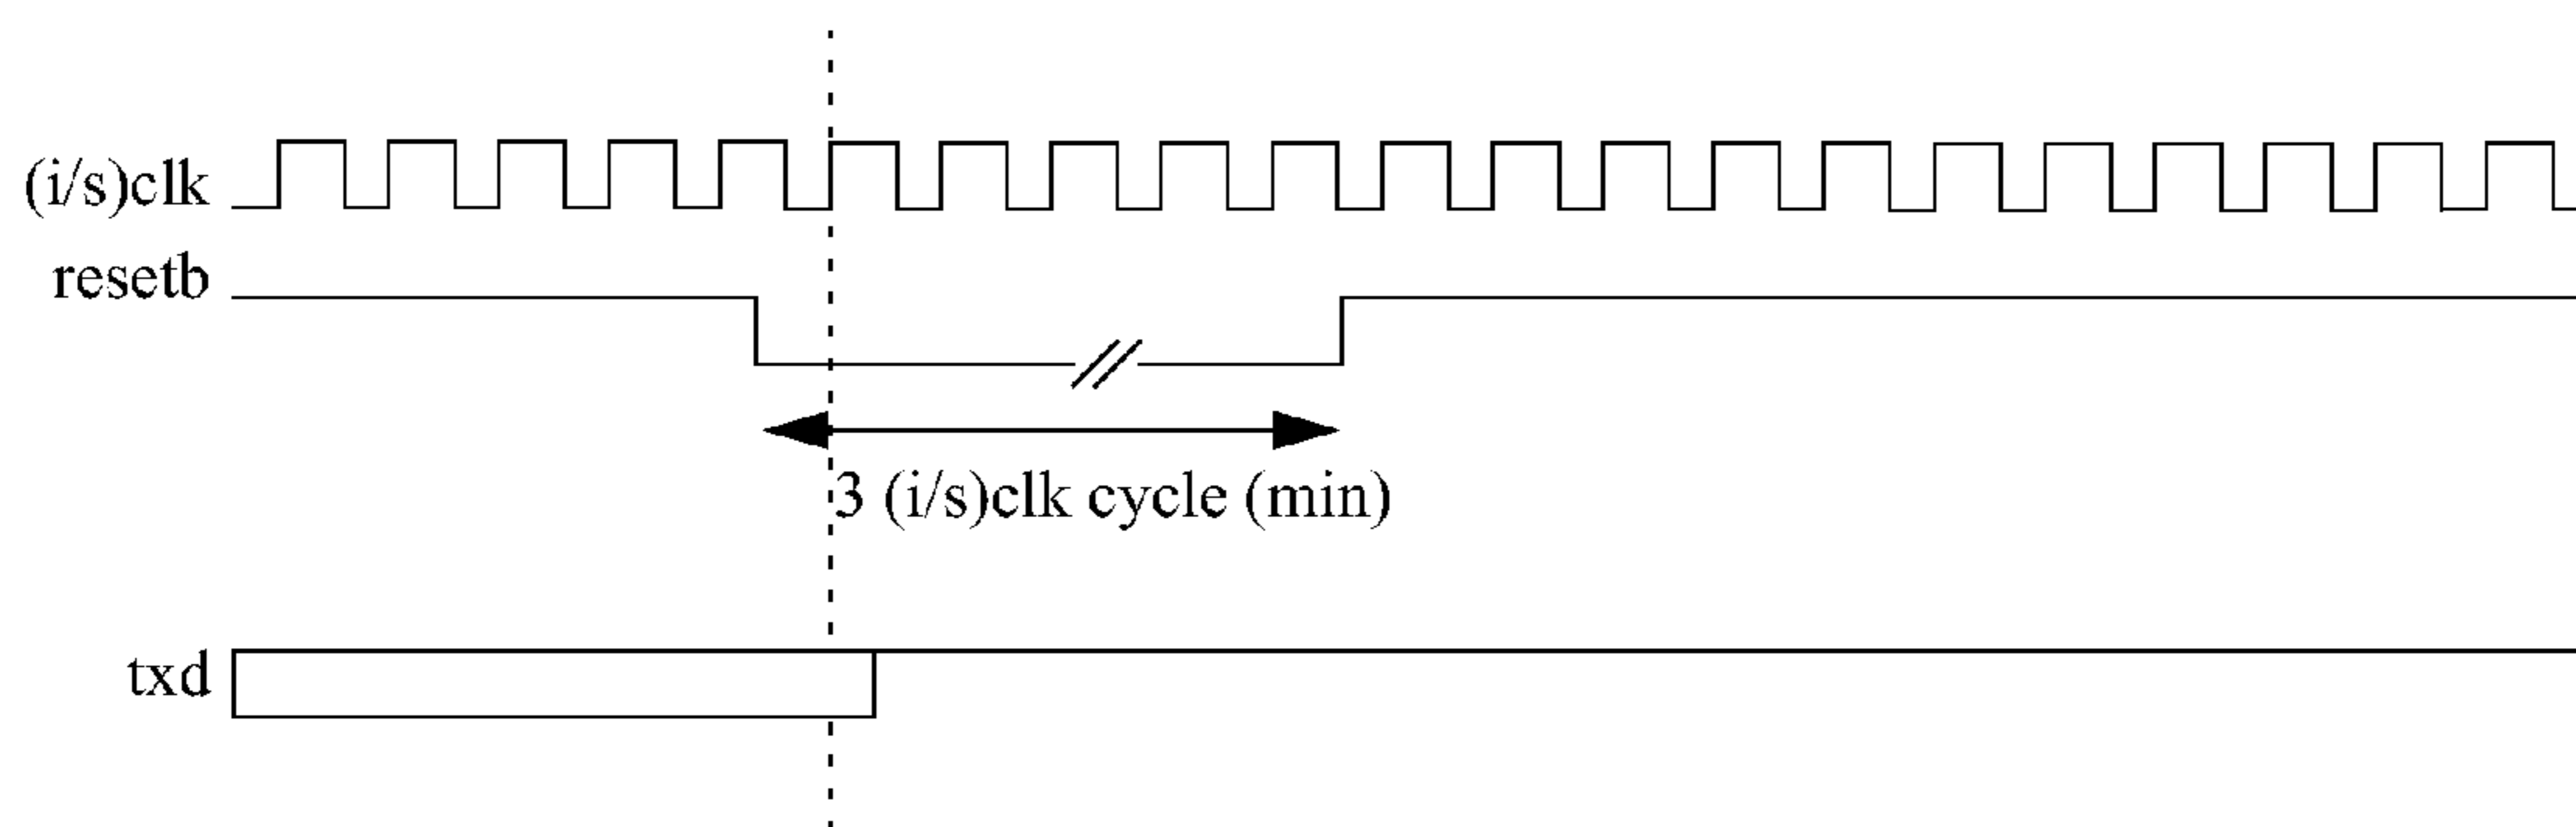 (i/s)clk
resetb
3 (i/s)clk cycle (min)
txd